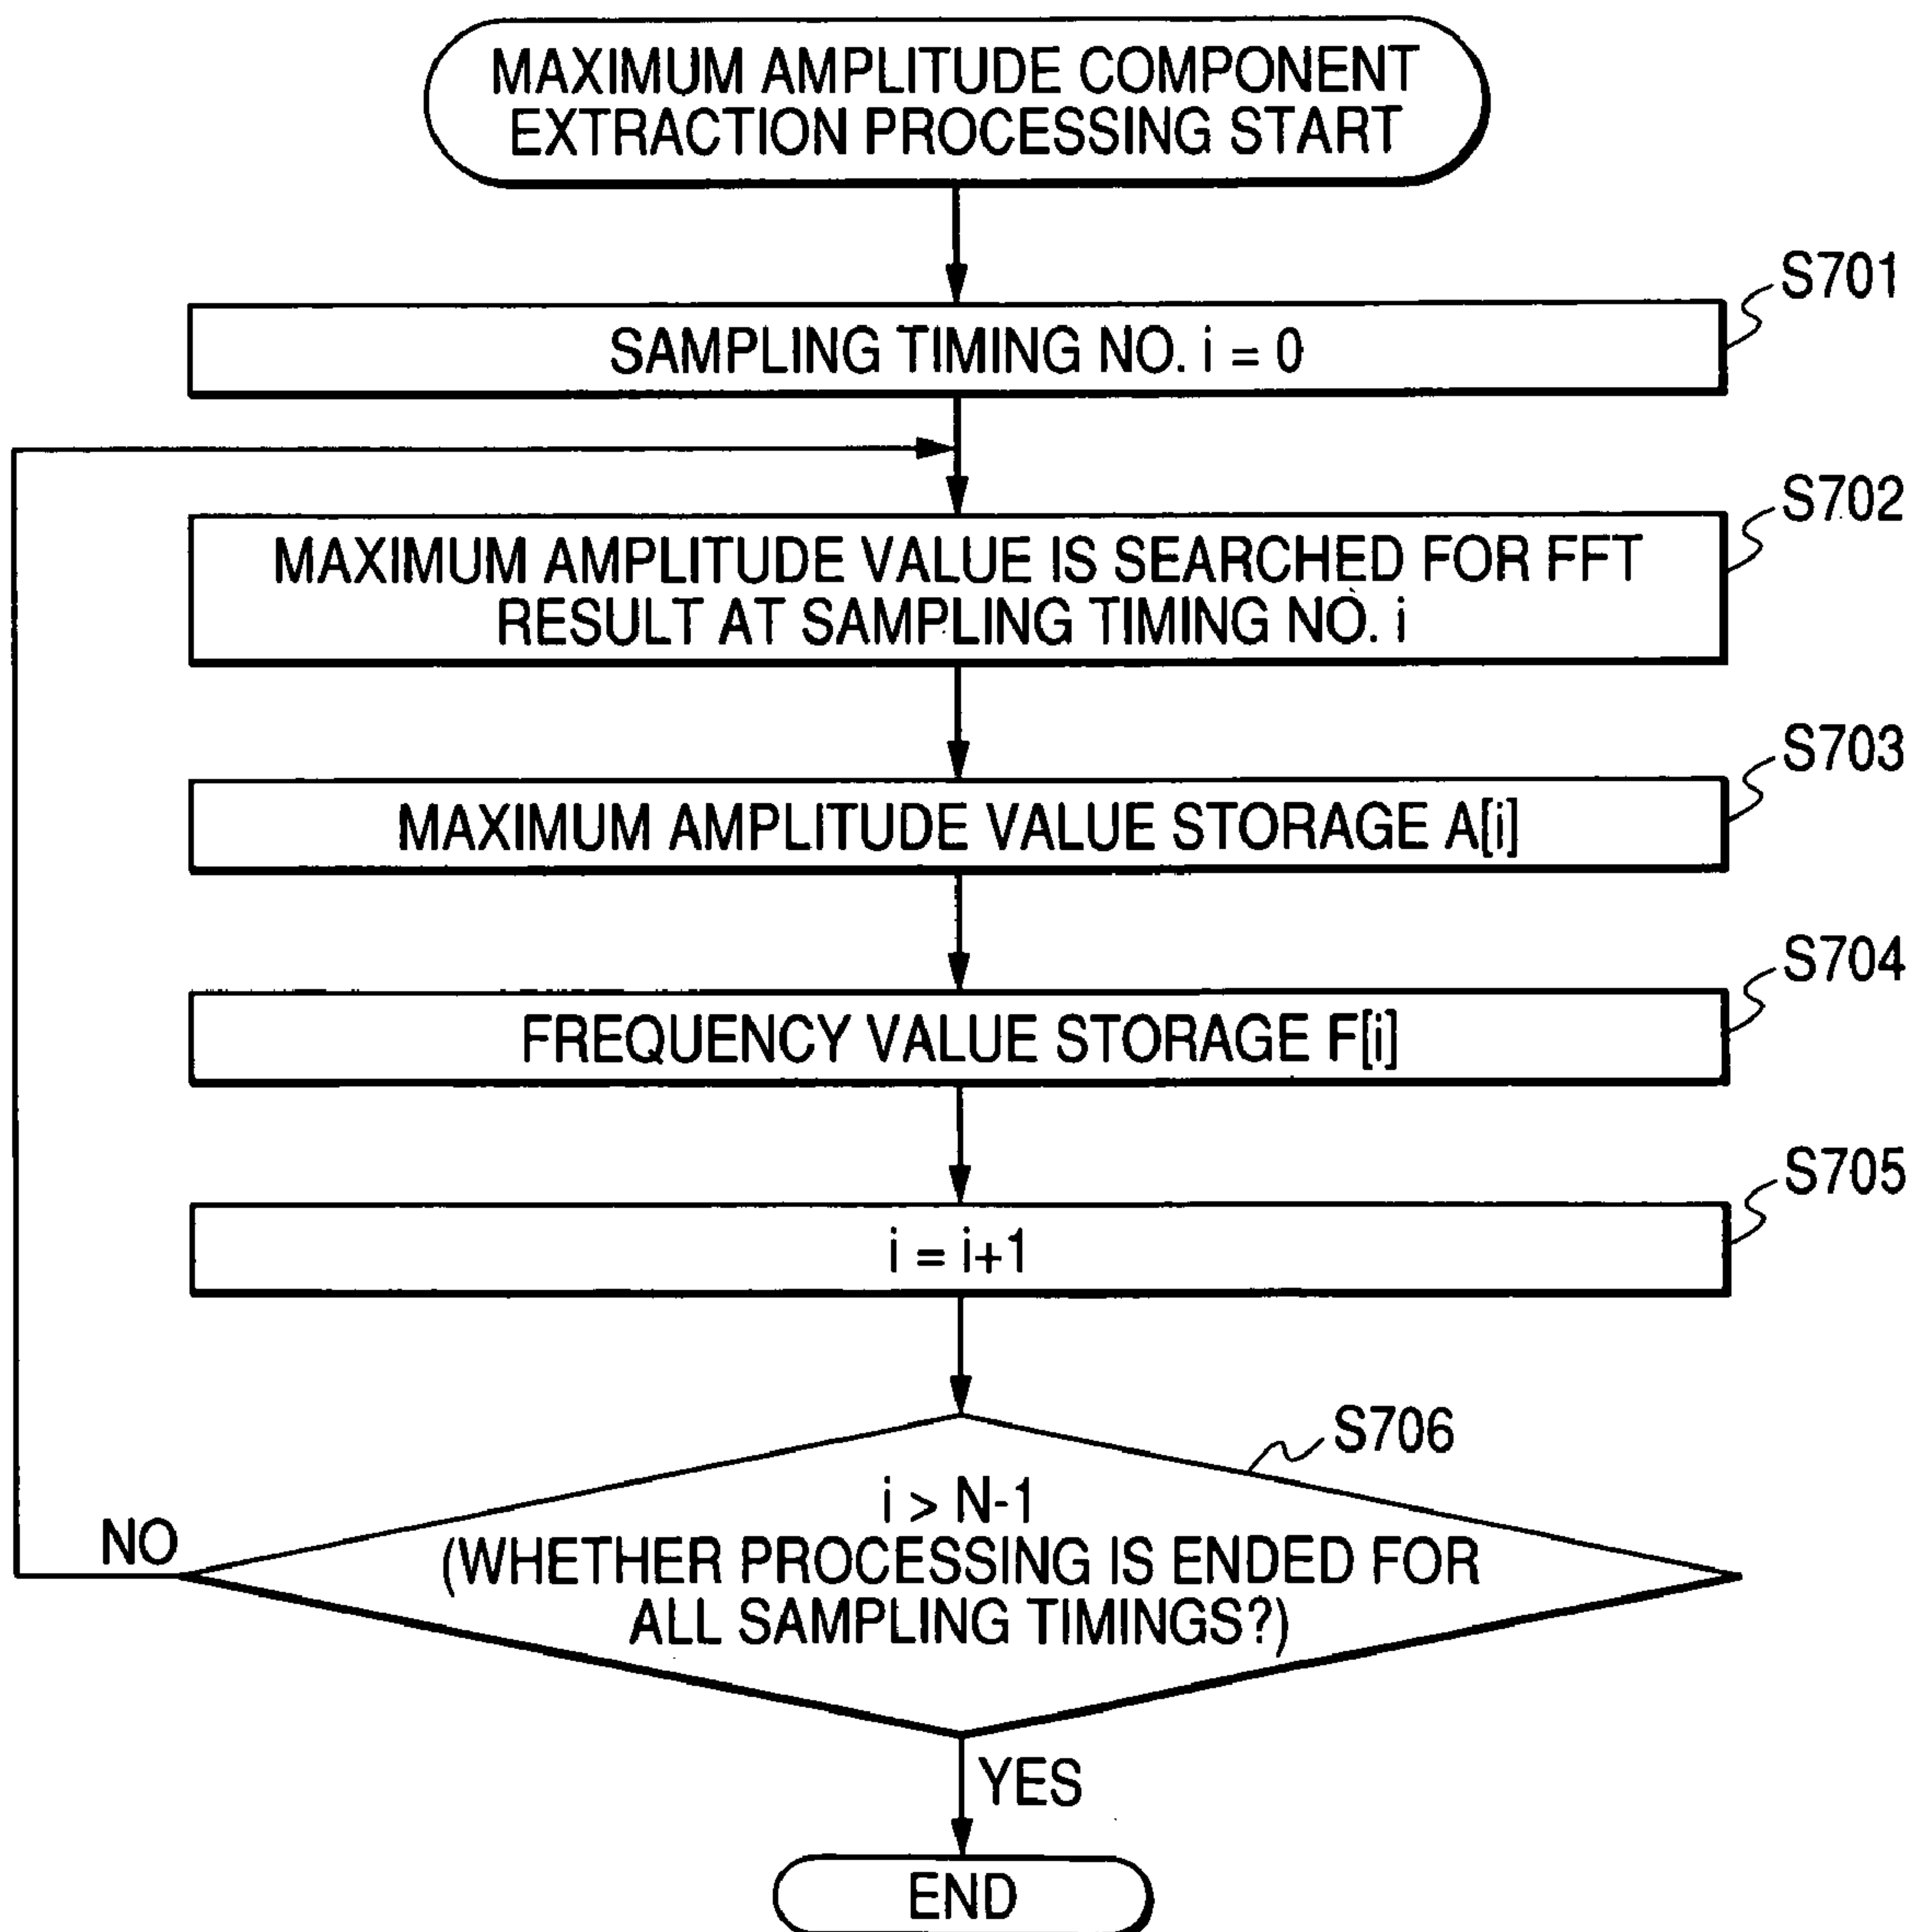 MAXIMUM AMPLITUDE COMPONENT
EXTRACTION PROCESSING START
S701
SAMPLING TIMING NO. i = 0
S702
MAXIMUM AMPLITUDE VALUE IS SEARCHED FOR FFT
RESULT AT SAMPLING TIMING NO. i
S703
MAXIMUM AMPLITUDE VALUE STORAGE A[i]
S704
FREQUENCY VALUE STORAGE F[i]
S705
i = i+1
S706
i > N-1
(WHETHER PROCESSING IS ENDED FOR
ALL SAMPLING TIMINGS?)
NO
YES
END